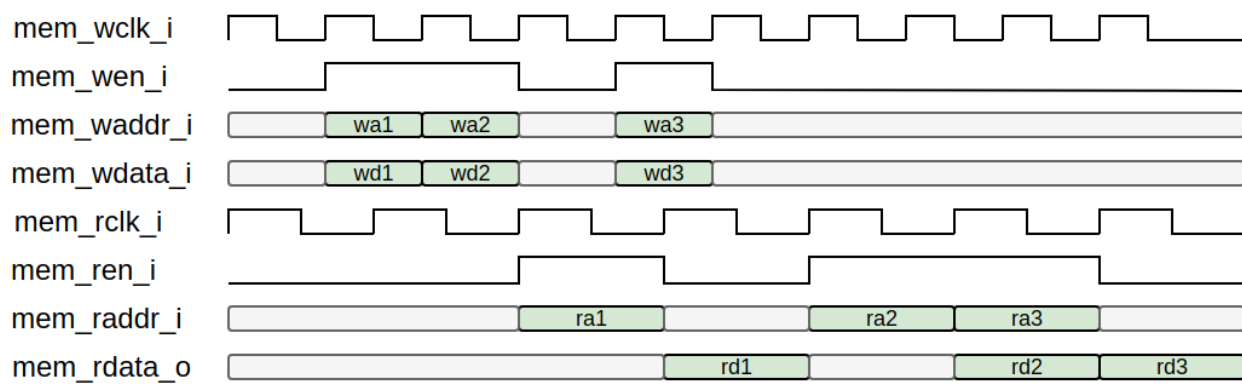 mem_wclk_i
mem_wen_i
mem_waddr_i wa1 wa2 wa3
mem_wdata_i wd1 wd2 wd3
mem_rclk_i
mem_ren_i
mem_raddr_i ra1 ra2 ra3
mem_rdata_o rd1 rd2 rd3